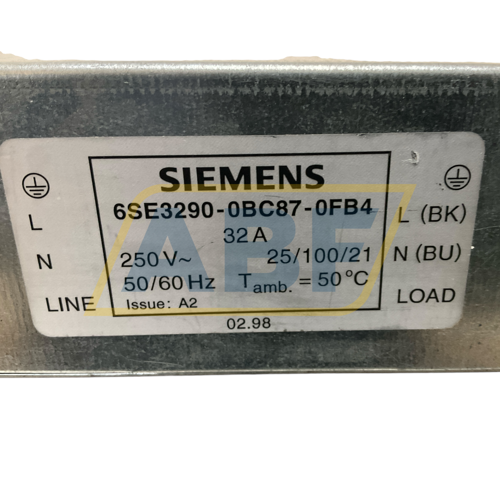 SIEMENS
6SE3290-0BC87-0FB4
32 A
250 V~ 25/100/21
50/60 Hz Tamb. = 50°C
Issue: A2
L
N
LINE
L (BK)
N (BU)
LOAD
02.98
ABF